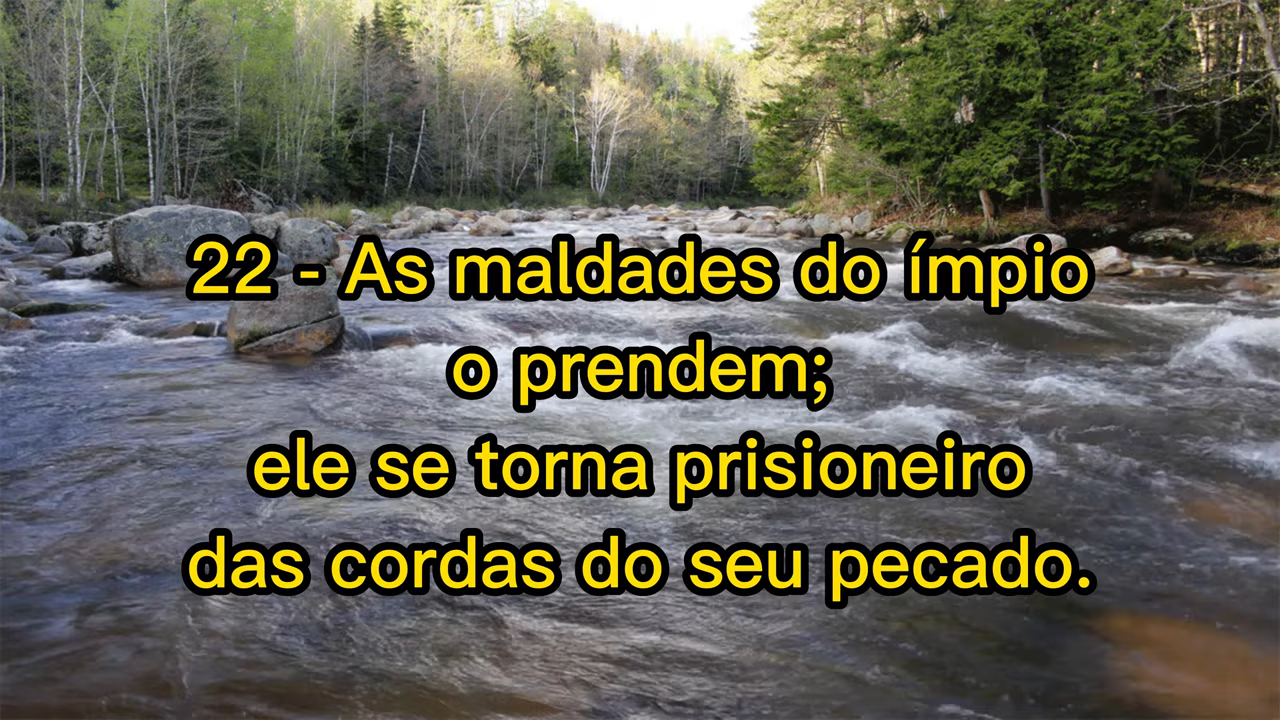 22 - As maldades do ímpio
o prendem;
ele se torna prisioneiro
das cordas do seu pecado.